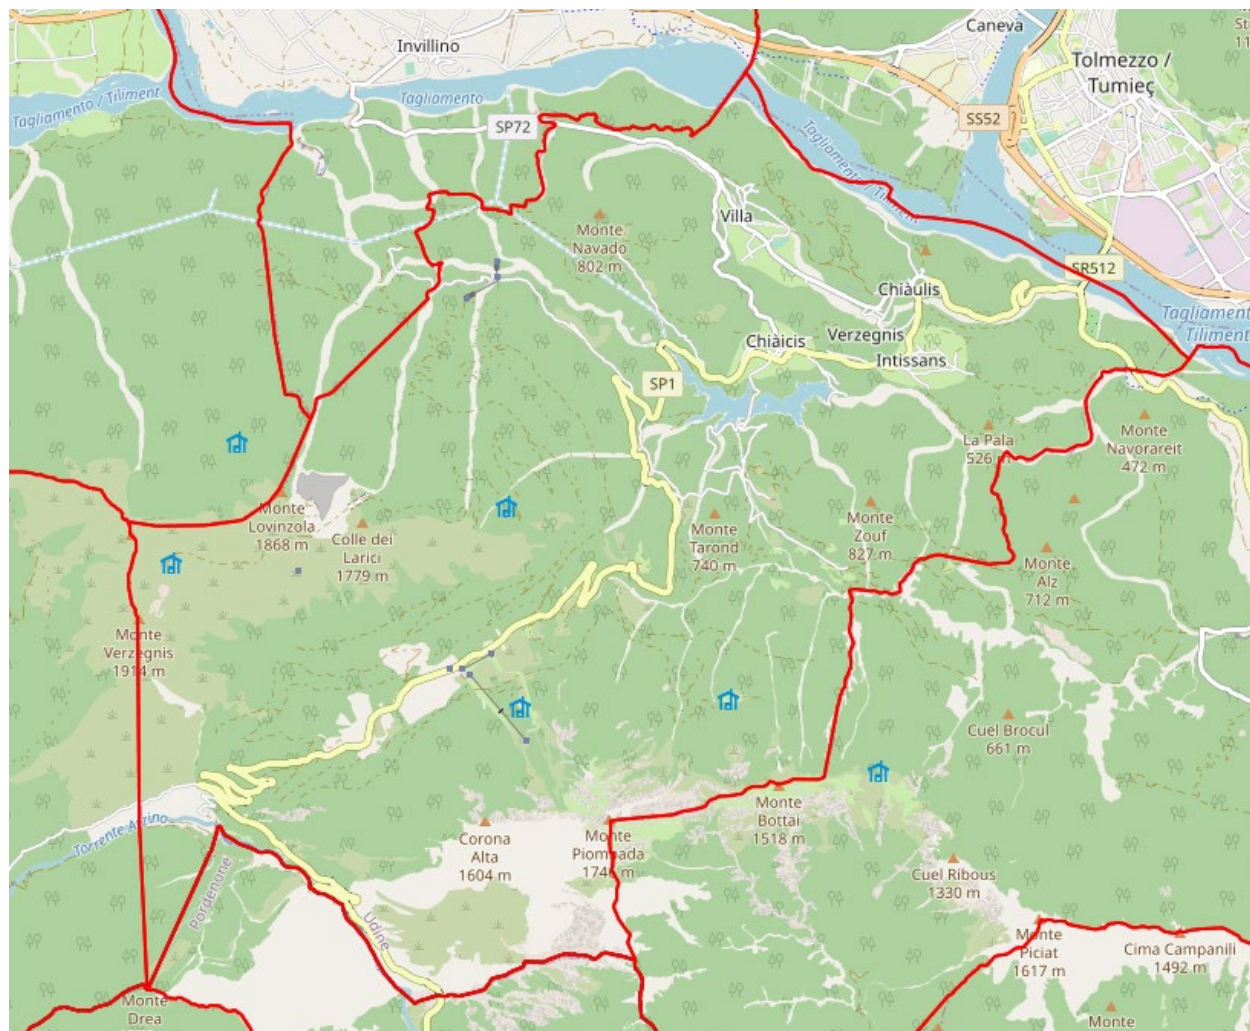 Caneva
Invillino
Tolmezzo /
Tumieç
Tagliamento / Tiliment
Tagliamento
SS52
SP72
Tagliamento / Tiliment
Villa
Monte
Navado
802 m
SR512
Chiàulis
Tagliamento
Tiliment
Verzegnis
Chiàicis
Intissans
SP1
La Pala
526 m
Monte
Navorareit
472 m
Monte
Lovinzola
1868 m
Colle dei
Larici
1779 m
Monte
Tarond
740 m
Monte
Zouf
827 m
Monte
Alz
712 m
Monte
Verzegnis
1914 m
Cuel Brocul
661 m
Monte
Bottai
1518 m
Torrente Arzino
Corona
Alta
1604 m
Monte
Piombada
Cuel Ribous
1330 m
Pordenone
Udine
Monte
Piciat
1617 m
Cima Campanili
1492 m
Monte
Drea
Monte